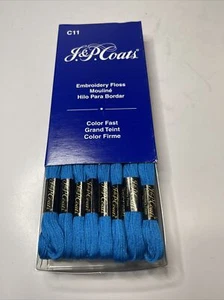 C11
J.&P. Coats
Embroidery Floss
Mouliné
Hilo Para Bordar
Color Fast
Grand Teint
Color Firme